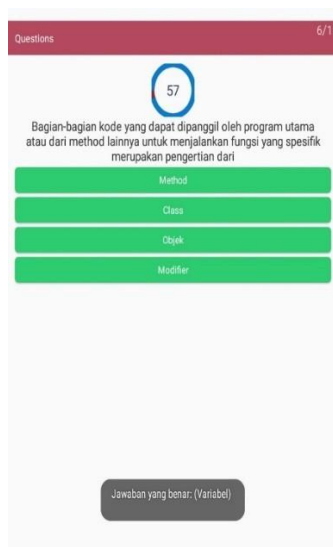 Questions
6/1
57
Bagian-bagian kode yang dapat dipanggil oleh program utama
atau dari method lainnya untuk menjalankan fungsi yang spesifik
merupakan pengertian dari
Method
Class
Objek
Modifier
Jawaban yang benar: (Variabel)